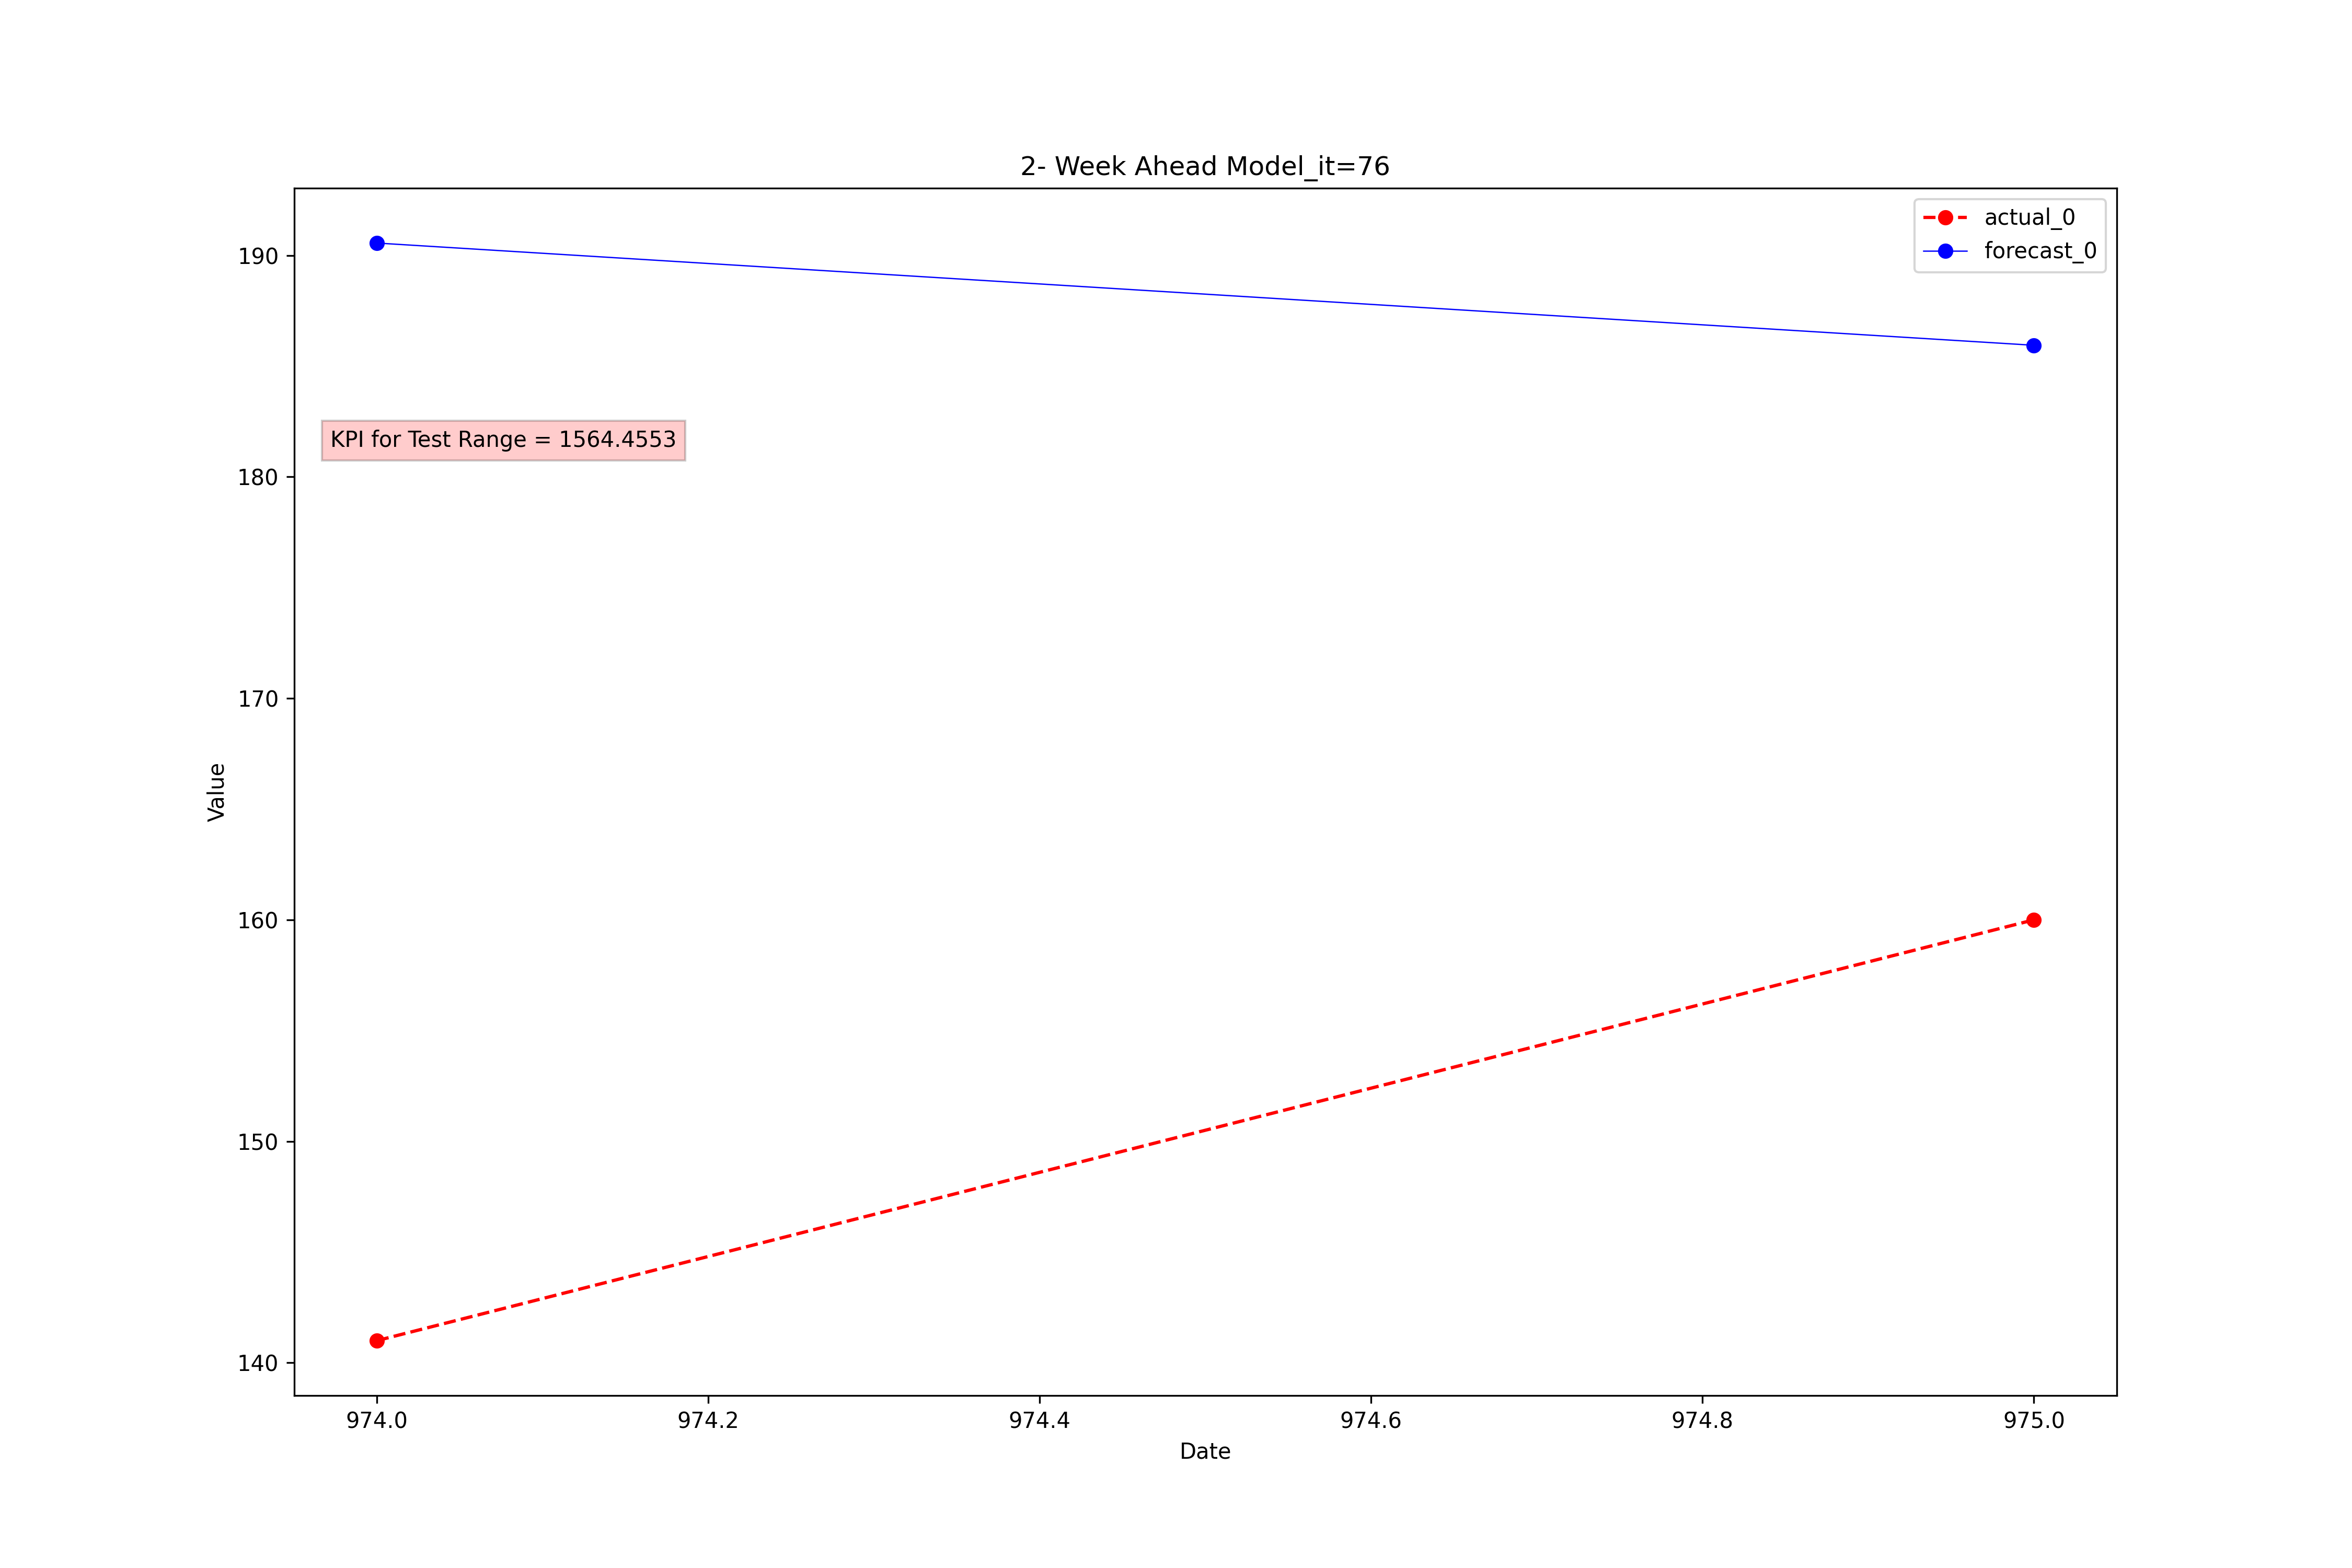 2- Week Ahead Model_it=76
actual_0
forecast_0
190
KPI for Test Range = 1564.4553
180
170
Value
160
150
140
974.0 974.2 974.4 974.6 974.8 975.0
Date